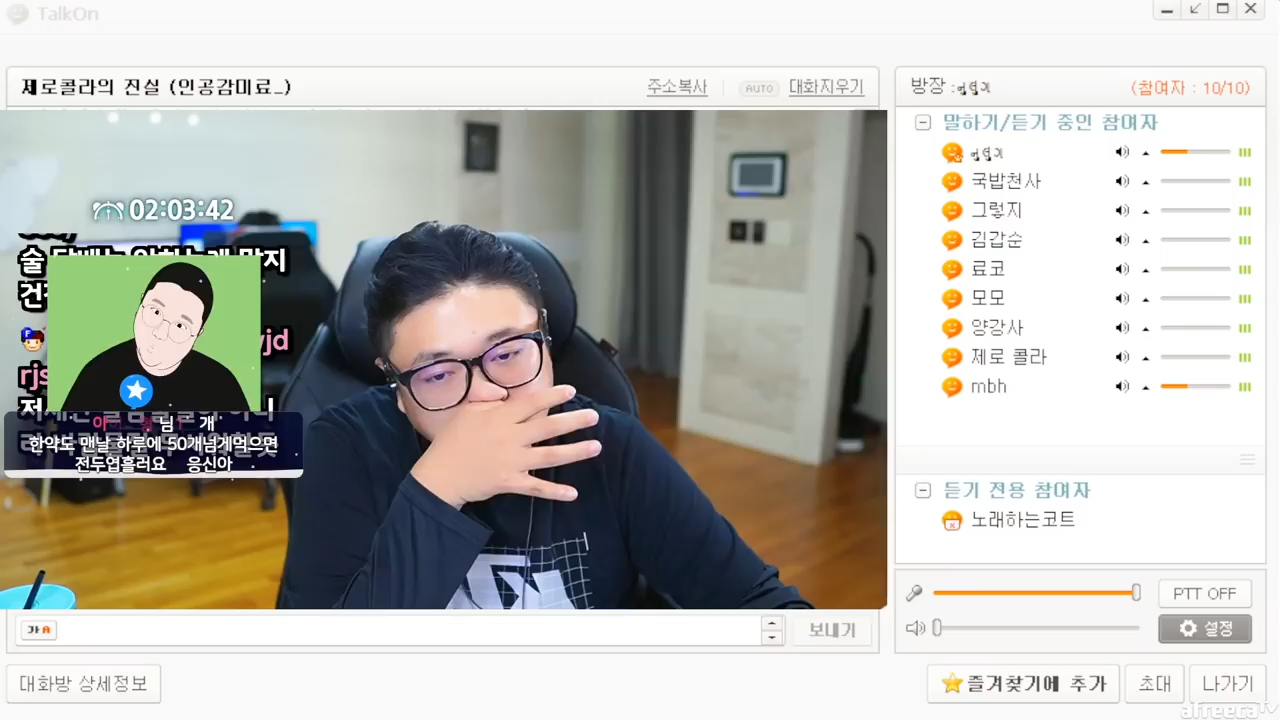 TalkOn
제로콜라의 진실 (인공감미료_)
주소복사
AUTO
대화지우기
02:03:42
술
맞지
건
yjd
rjs
님 개
한약도 맨날 하루에 50개넘게먹으면
전두엽흘러요 응신아
가A
보내기
대화방 상세정보
방장 :
(참여자 : 10/10)
말하기/듣기 중인 참여자
국밥천사
그렇지
김갑순
료코
모모
양강사
제로 콜라
mbh
듣기 전용 참여자
노래하는코트
PTT OFF
설정
즐겨찾기에 추가
초대
나가기
afreecaTV